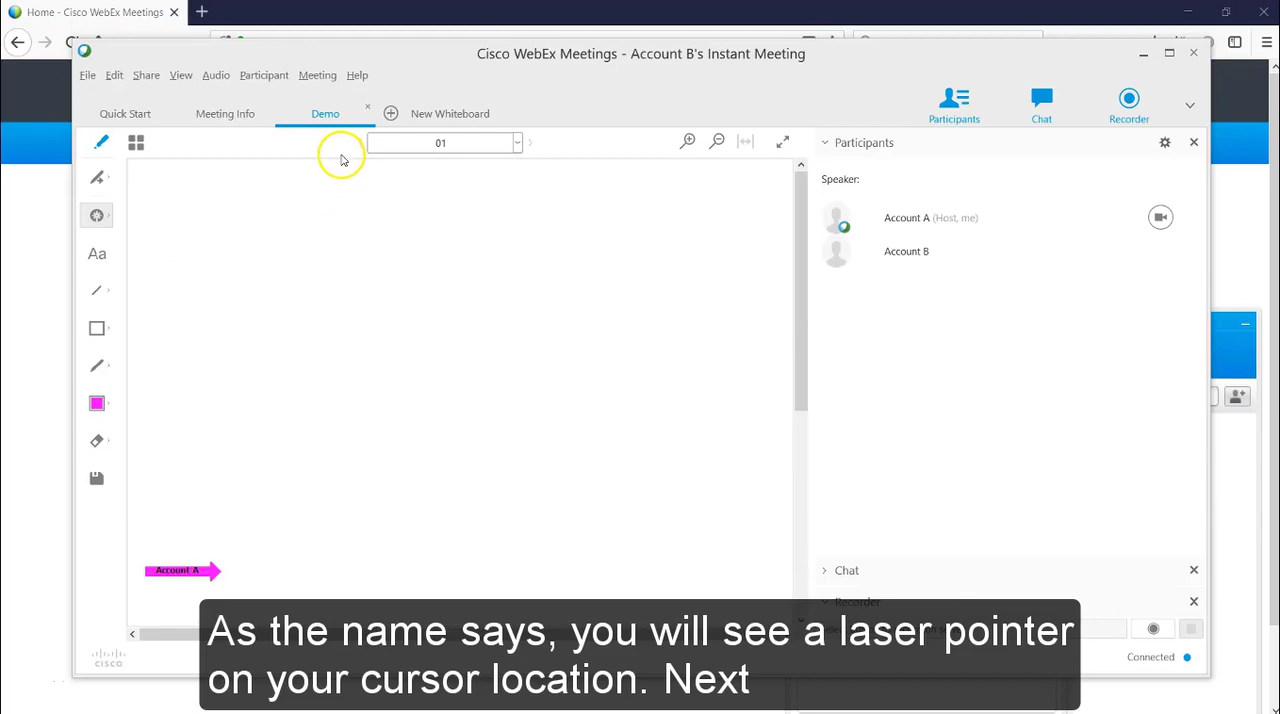 Home - Cisco WebEx Meetings
Cisco WebEx Meetings - Account B's Instant Meeting
File Edit Share View Audio Participant Meeting Help
Quick Start Meeting Info Demo New Whiteboard
Participants Chat Recorder
01
Participants
Speaker:
Account A (Host, me)
Account B
Aa
Account A
Chat
Recorder
As the name says, you will see a laser pointer
on your cursor location. Next
cisco
Connected